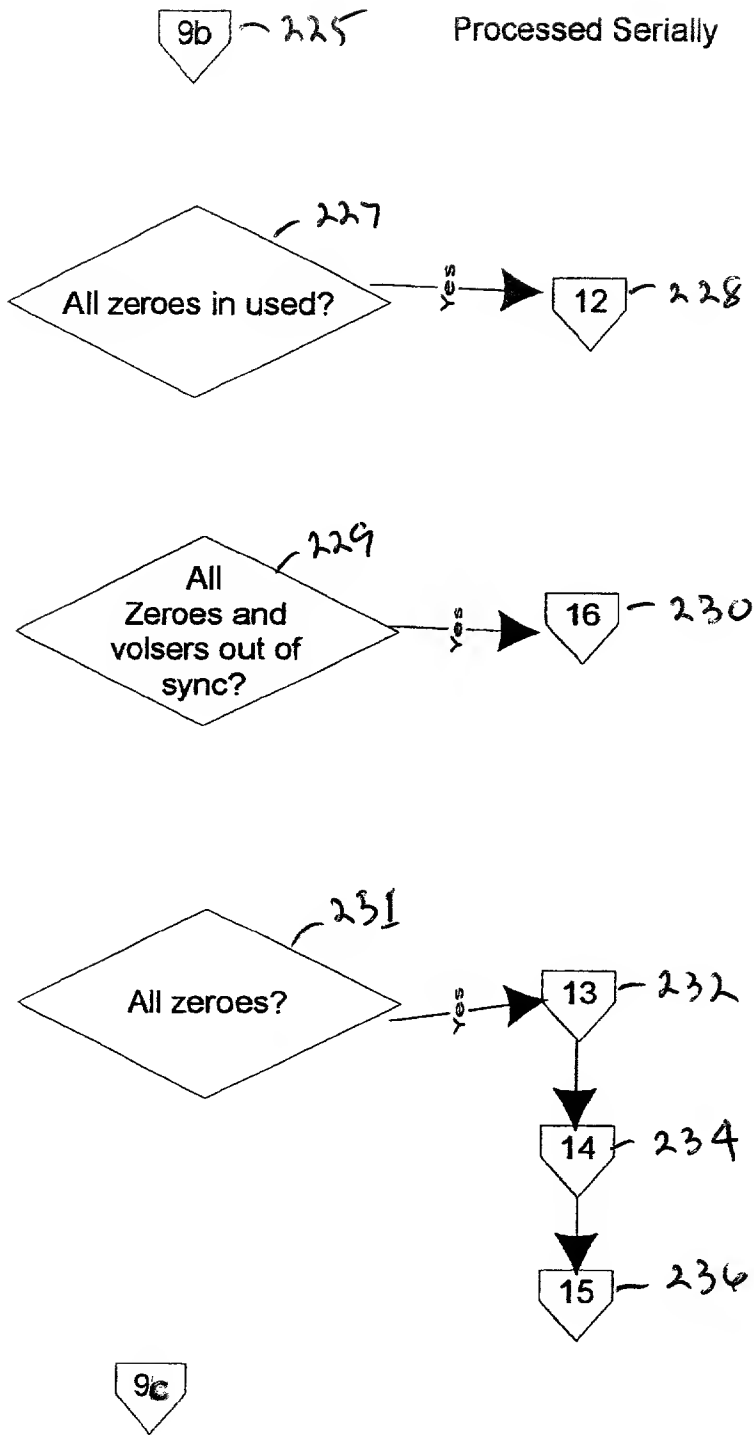 9b 225 Processed Serially
227
All zeroes in used?
Yes
12 228
229
All
Zeroes and
volsers out of
sync?
Yes
16 230
231
All zeroes?
Yes
13 232
14 234
15 236
9c